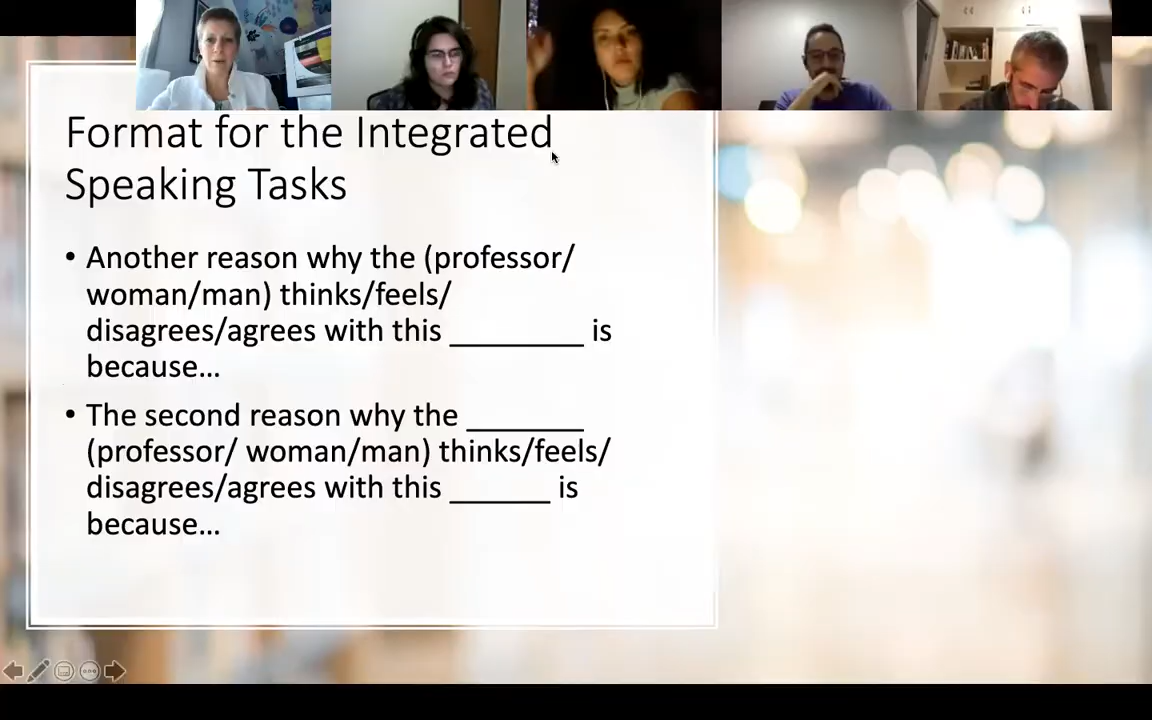 Format for the Integrated
Speaking Tasks
• Another reason why the (professor/
woman/man) thinks/feels/
disagrees/agrees with this _________ is
because...
• The second reason why the ________
(professor/ woman/man) thinks/feels/
disagrees/agrees with this _______ is
because...